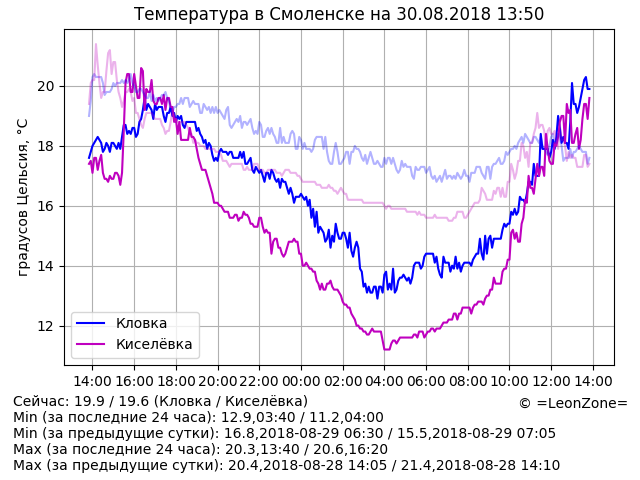 Температура в Смоленске на 30.08.2018 13:50
градусов Цельсия, °C
20
18
16
14
12
Кловка
Киселёвка
14:00 16:00 18:00 20:00 22:00 00:00 02:00 04:00 06:00 08:00 10:00 12:00 14:00
Сейчас: 19.9 / 19.6 (Кловка / Киселёвка)
© =LeonZone=
Min (за последние 24 часа): 12.9,03:40 / 11.2,04:00
Min (за предыдущие сутки): 16.8,2018-08-29 06:30 / 15.5,2018-08-29 07:05
Max (за последние 24 часа): 20.3,13:40 / 20.6,16:20
Max (за предыдущие сутки): 20.4,2018-08-28 14:05 / 21.4,2018-08-28 14:10